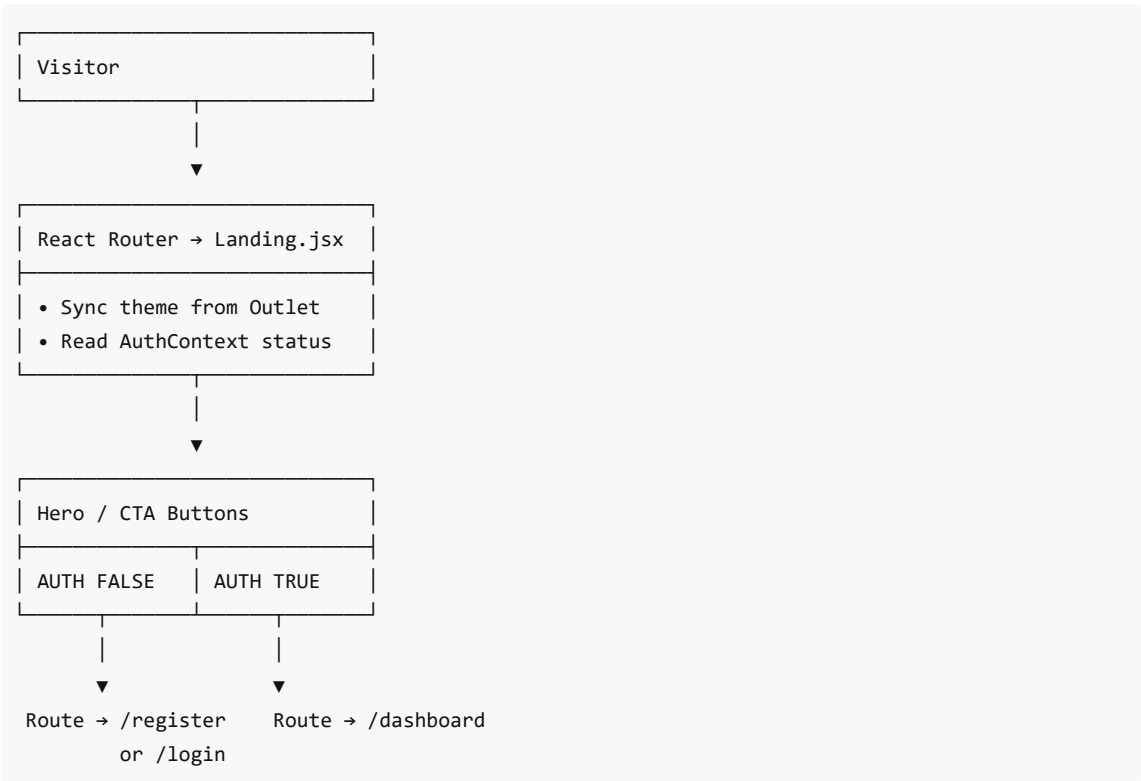 Visitor
React Router → Landing.jsx
• Sync theme from Outlet
• Read AuthContext status
Hero / CTA Buttons
AUTH FALSE AUTH TRUE
Route → /register Route → /dashboard
or /login